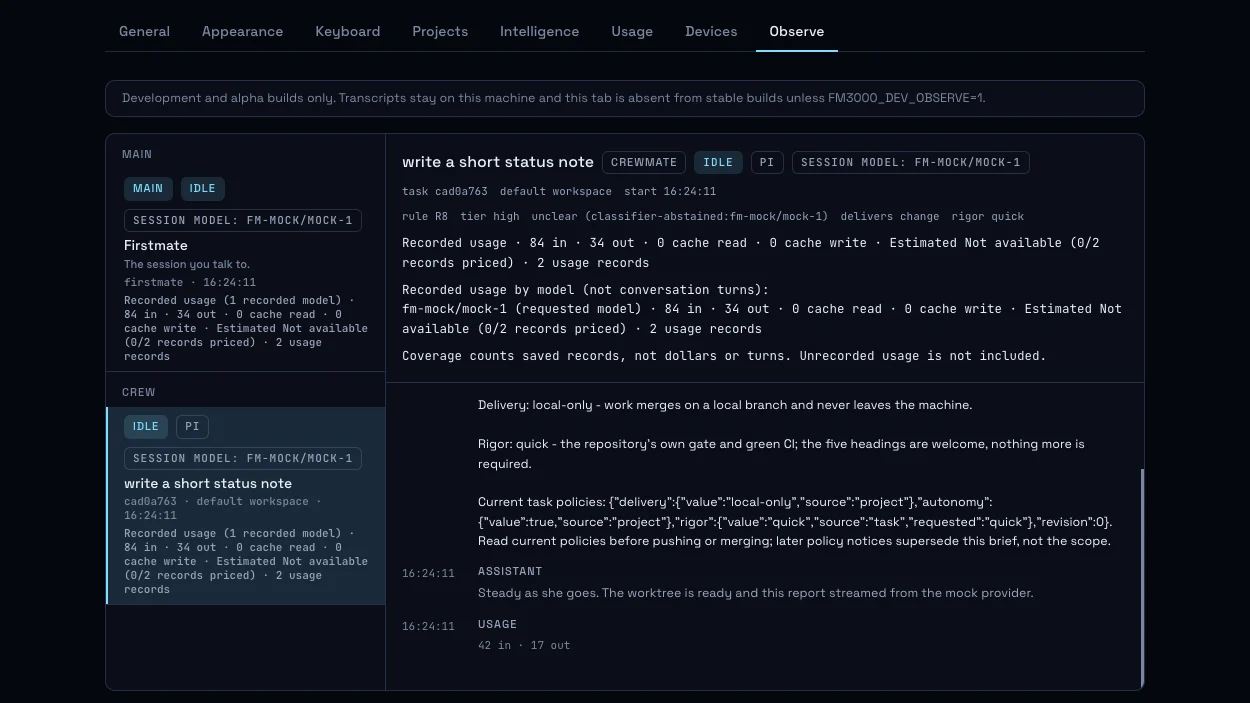 General Appearance Keyboard Projects Intelligence Usage Devices Observe
Development and alpha builds only. Transcripts stay on this machine and this tab is absent from stable builds unless FM3000_DEV_OBSERVE=1.
MAIN
MAIN IDLE
SESSION MODEL: FM-MOCK/MOCK-1
Firstmate
The session you talk to.
firstmate · 16:24:11
Recorded usage (1 recorded model) ·
84 in · 34 out · 0 cache read · 0
cache write · Estimated Not available
(0/2 records priced) · 2 usage
records
CREW
IDLE PI
SESSION MODEL: FM-MOCK/MOCK-1
write a short status note
cad0a763 · default workspace ·
16:24:11
Recorded usage (1 recorded model) ·
84 in · 34 out · 0 cache read · 0
cache write · Estimated Not available
(0/2 records priced) · 2 usage
records
write a short status note CREWMATE IDLE PI SESSION MODEL: FM-MOCK/MOCK-1
task cad0a763 default workspace start 16:24:11
rule R8 tier high unclear (classifier-abstained:fm-mock/mock-1) delivers change rigor quick
Recorded usage · 84 in · 34 out · 0 cache read · 0 cache write · Estimated Not available (0/2
records priced) · 2 usage records
Recorded usage by model (not conversation turns):
fm-mock/mock-1 (requested model) · 84 in · 34 out · 0 cache read · 0 cache write · Estimated Not
available (0/2 records priced) · 2 usage records
Coverage counts saved records, not dollars or turns. Unrecorded usage is not included.
Delivery: local-only - work merges on a local branch and never leaves the machine.
Rigor: quick - the repository's own gate and green CI; the five headings are welcome, nothing more is
required.
Current task policies: {"delivery":{"value":"local-only","source":"project"},"autonomy":
{"value":true,"source":"project"},"rigor":{"value":"quick","source":"task","requested":"quick"},"revision":0}.
Read current policies before pushing or merging; later policy notices supersede this brief, not the scope.
16:24:11 ASSISTANT
Steady as she goes. The worktree is ready and this report streamed from the mock provider.
16:24:11 USAGE
42 in · 17 out